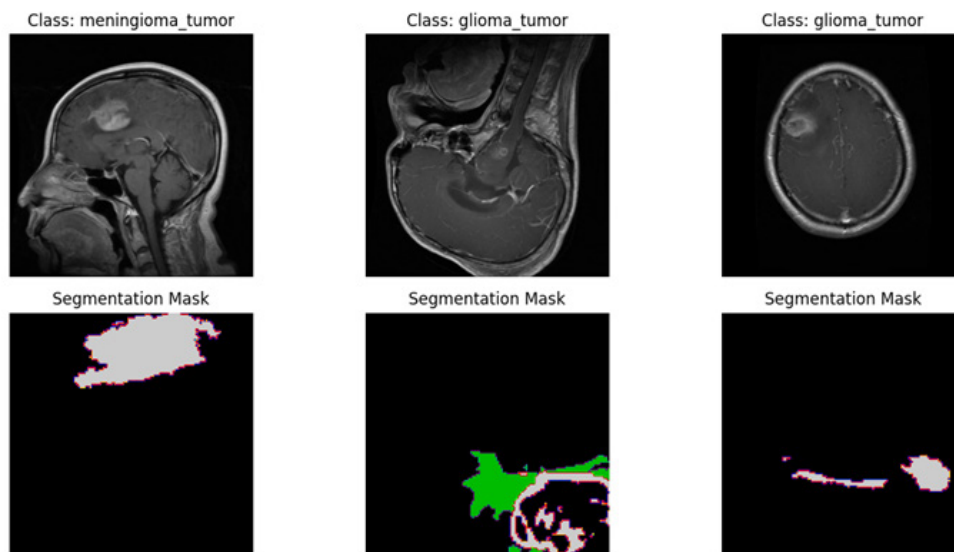 Class: meningioma_tumor
Class: glioma_tumor
Class: glioma_tumor
Segmentation Mask
Segmentation Mask
Segmentation Mask